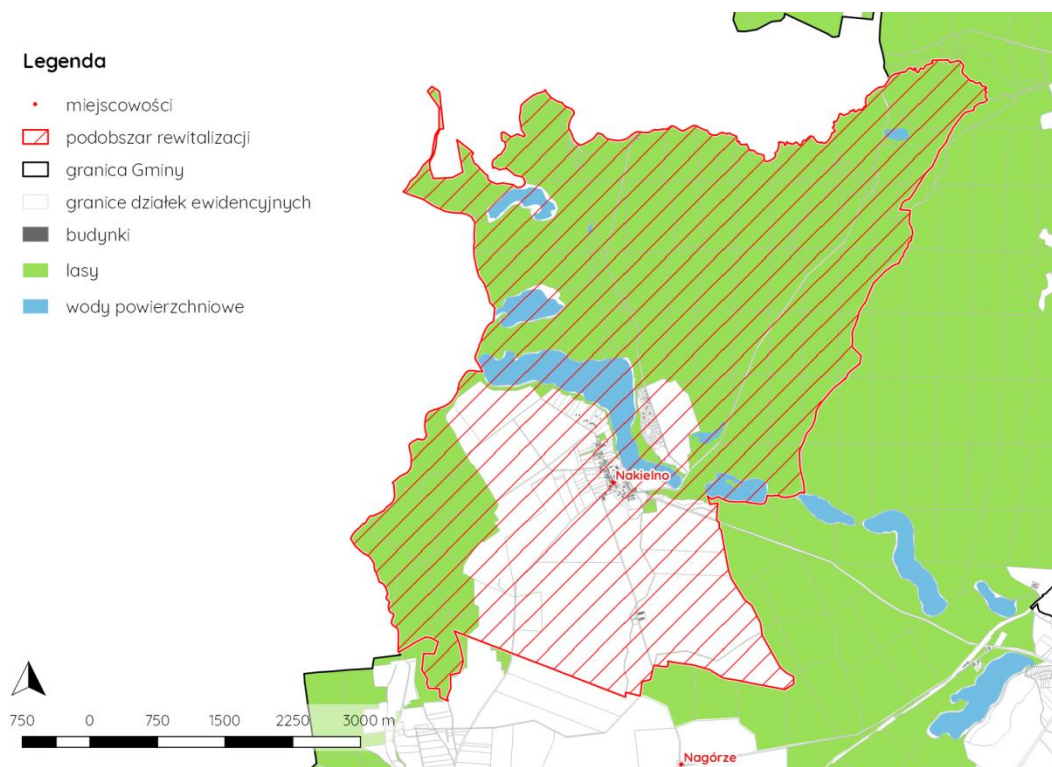 Legenda
miejscowości
podobszar rewitalizacji
granica Gminy
granice działek ewidencyjnych
budynki
lasy
wody powierzchniowe
Nakielno
750 0 750 1500 2250 3000 m
Nagórze